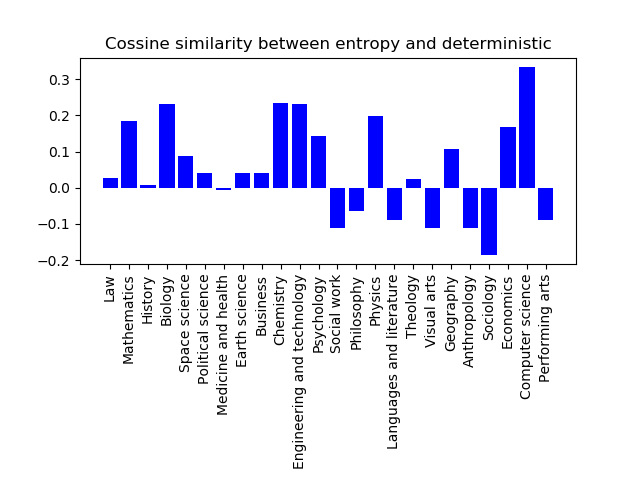 Cossine similarity between entropy and deterministic
0.3
0.2
0.1
0.0
−0.1
−0.2
Law
Mathematics
History
Biology
Space science
Political science
Medicine and health
Earth science
Business
Chemistry
Engineering and technology
Psychology
Social work
Philosophy
Physics
Languages and literature
Theology
Visual arts
Geography
Anthropology
Sociology
Economics
Computer science
Performing arts